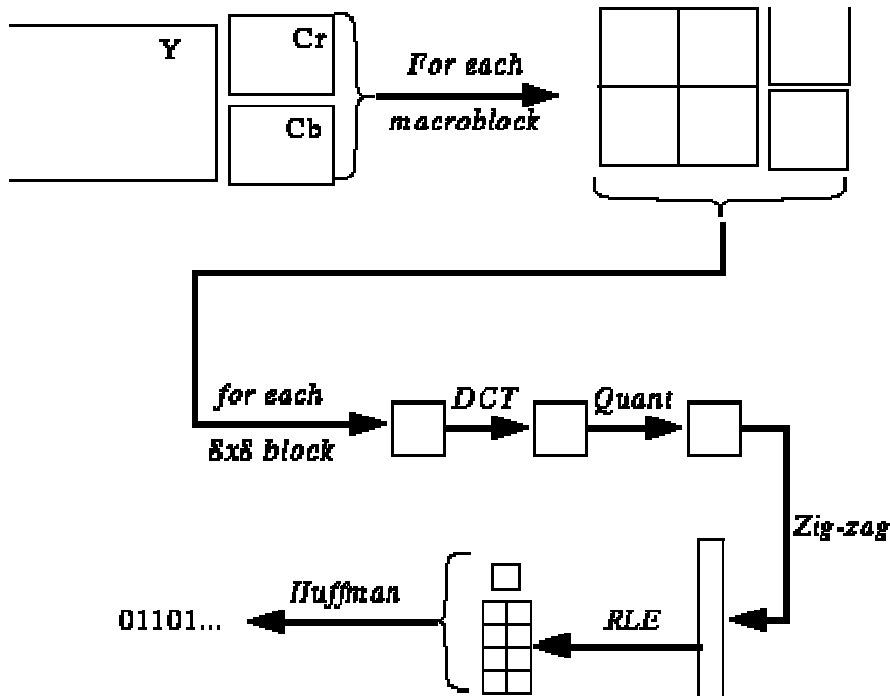 Y
Cr
Cb
For each
macroblock
for each
8x8 block
DCT
Quant
Zig-zag
RLE
Huffman
01101...